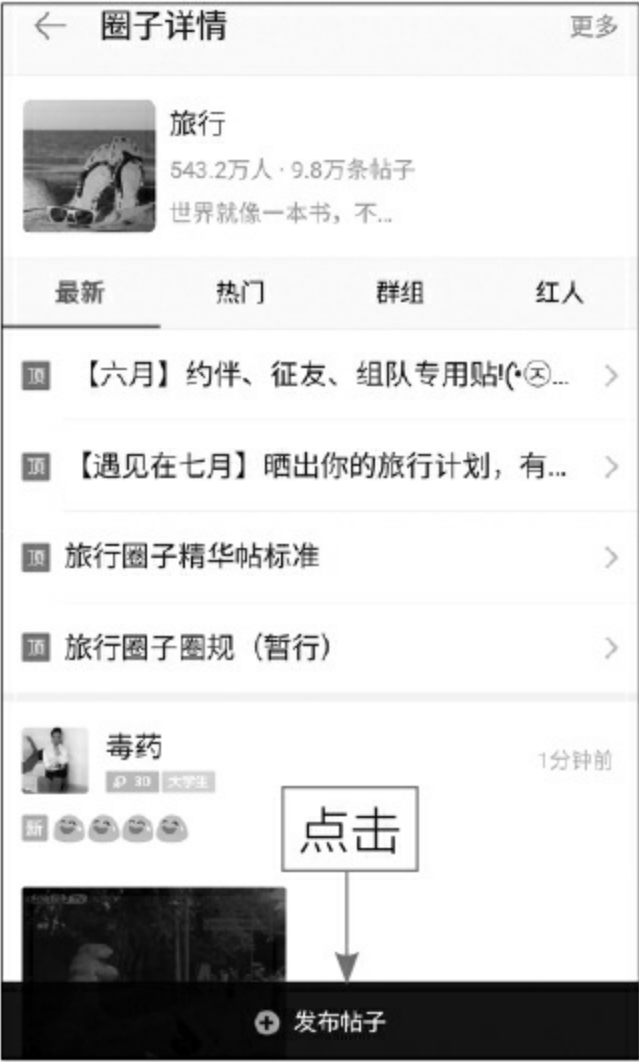 圈子详情
更多
旅行
543.2万人·9.8万条帖子
世界就像一本书，不...
最新 热门 群组 红人
顶 【六月】约伴、征友、组队专用贴!(•㉨...
顶 【遇见在七月】晒出你的旅行计划，有...
顶 旅行圈子精华帖标准
顶 旅行圈子圈规（暂行）
毒药
1分钟前
30 大学生
新
点击
发布帖子